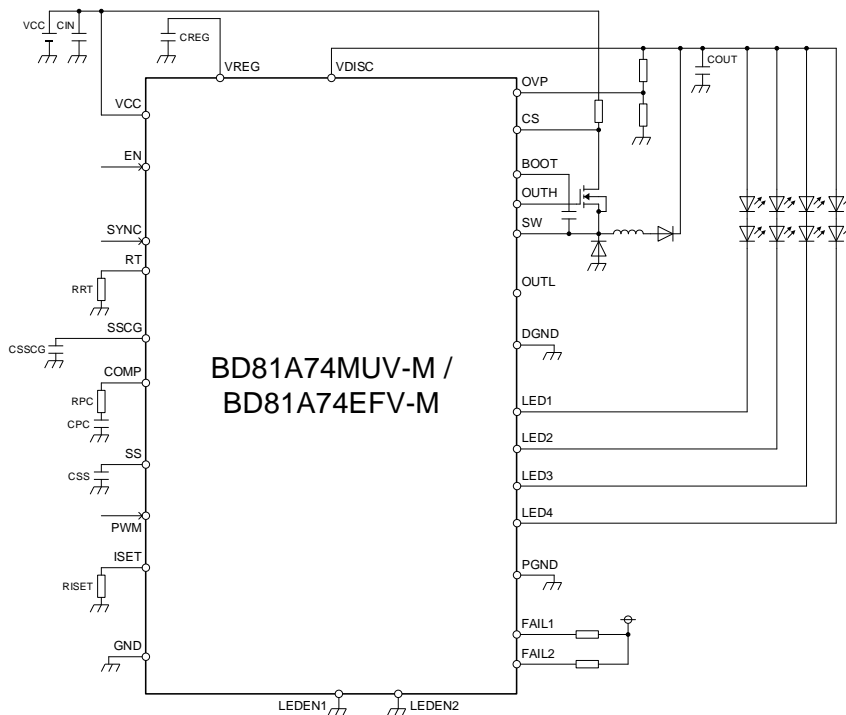 VCC
CIN
CREG
COUT
VREG
VDISC
OVP
VCC
CS
EN
BOOT
OUTH
SYNC
SW
RT
RRT
OUTL
SSCG
CSSCG
DGND
COMP
BD81A74MUV-M /
BD81A74EFV-M
RPC
CPC
LED1
LED2
SS
CSS
LED3
LED4
PWM
ISET
RISET
PGND
FAIL1
GND
FAIL2
LEDEN1
LEDEN2